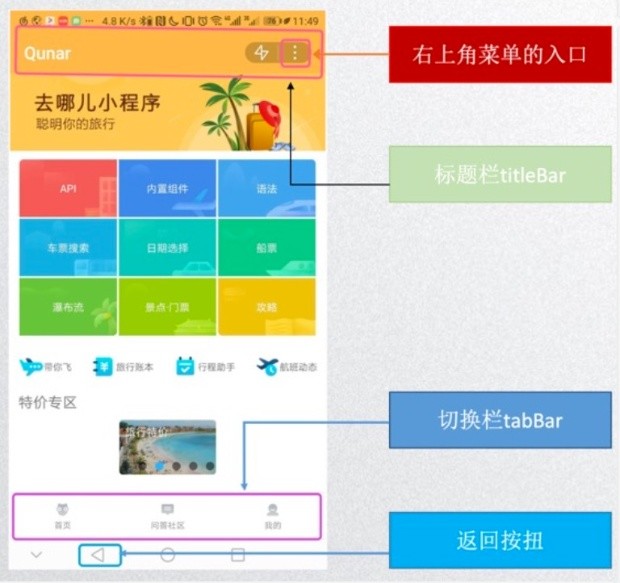 4.8 K/s
11:49
Qunar
去哪儿小程序
聪明你的旅行
API
内置组件
语法
车票搜索
日期选择
船票
瀑布流
景点·门票
攻略
带你飞
旅行账本
行程助手
航班动态
特价专区
旅行特价
首页
问答社区
我的
右上角菜单的入口
标题栏titleBar
切换栏tabBar
返回按扭